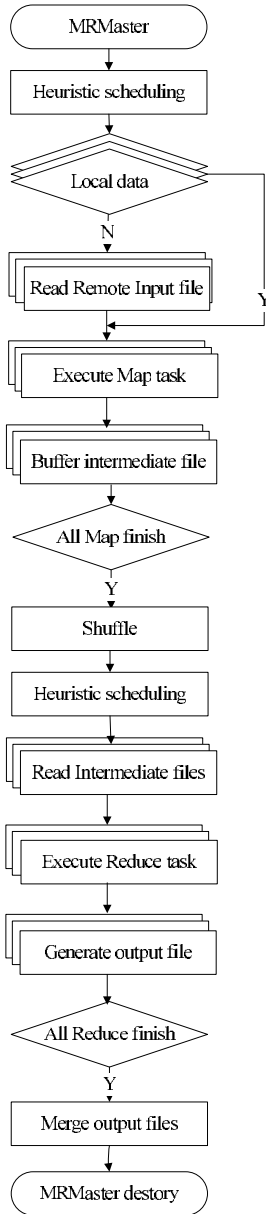 MRMaster
Heuristic scheduling
Local data
N
Read Remote Input file
Y
Execute Map task
Buffer intermediate file
All Map finish
Y
Shuffle
Heuristic scheduling
Read Intermediate files
Execute Reduce task
Generate output file
All Reduce finish
Y
Merge output files
MRMaster destory